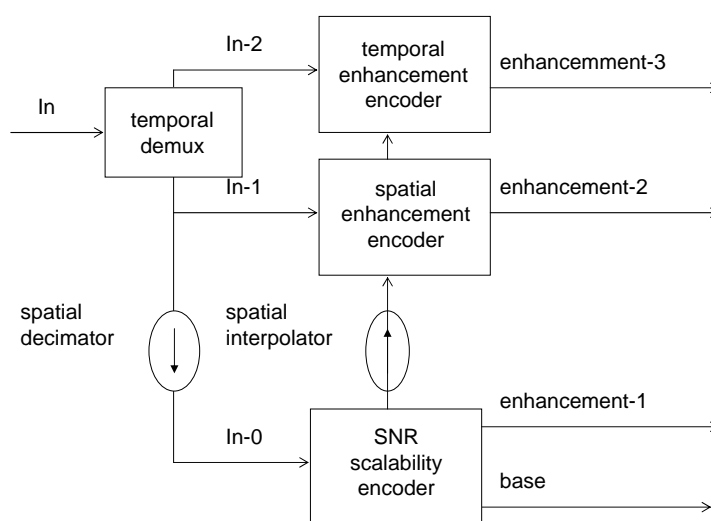 In-2
temporal
enhancement
encoder
enhancemment-3
In
temporal
demux
In-1
spatial
enhancement
encoder
enhancement-2
spatial
decimator
spatial
interpolator
enhancement-1
In-0
SNR
scalability
encoder
base